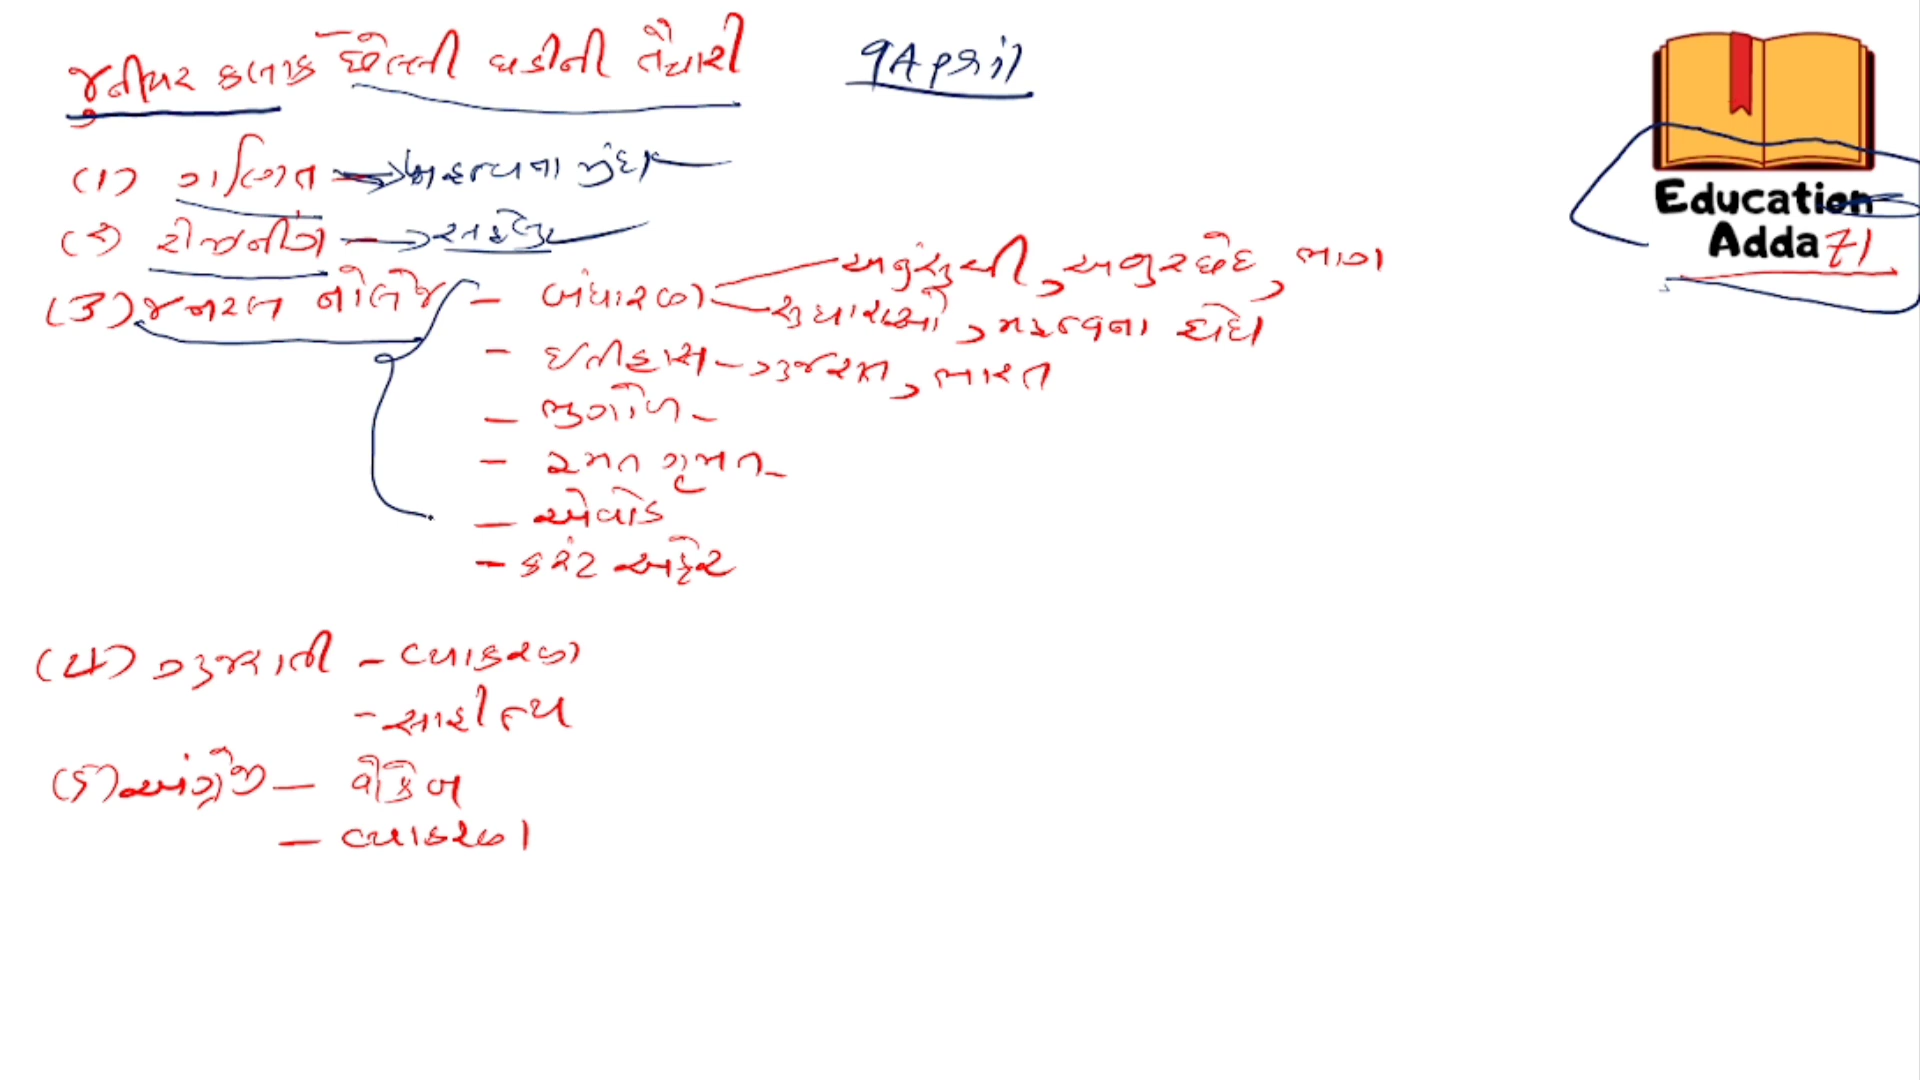 જુનીયર ક્લાર્ક છેલ્લી ઘડીની તૈયારી 9 April
(1) ગણિત → મહત્વના મુદ્દા
(2) રીઝનીંગ →
(3) જનરલ નોલેજ - બંધારણ - અનુસુચી, અનુચ્છેદ, ભાગ
સુધારાઓ, મહત્વના હોદા
- ઈતીહાસ - ગુજરાત, ભારત
- ભુગોળ -
- રમત ગમત -
- એવોર્ડ
- કરંટ અફેર
(4) ગુજરાતી - વ્યાકરણ
- સાહીત્ય
(5) અંગ્રેજી - વોકેબ
- વ્યાકરણ
Education
Adda 71